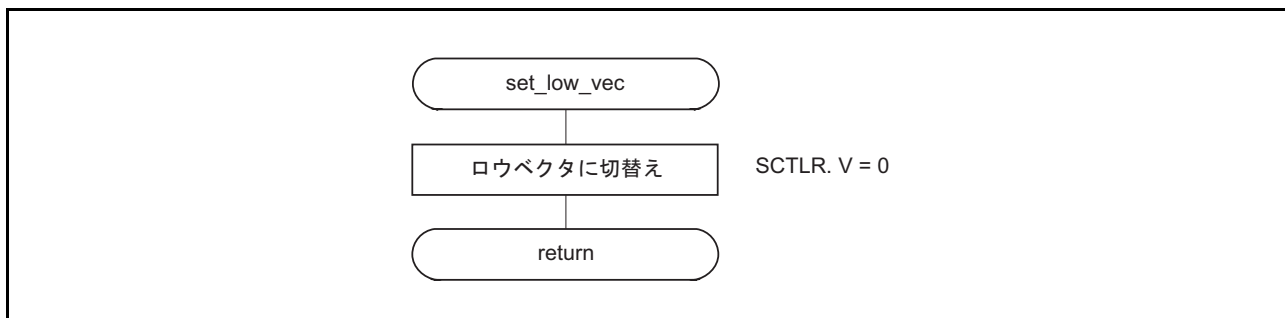 set_low_vec
ロウベクタに切替え
SCTLR. V = 0
return